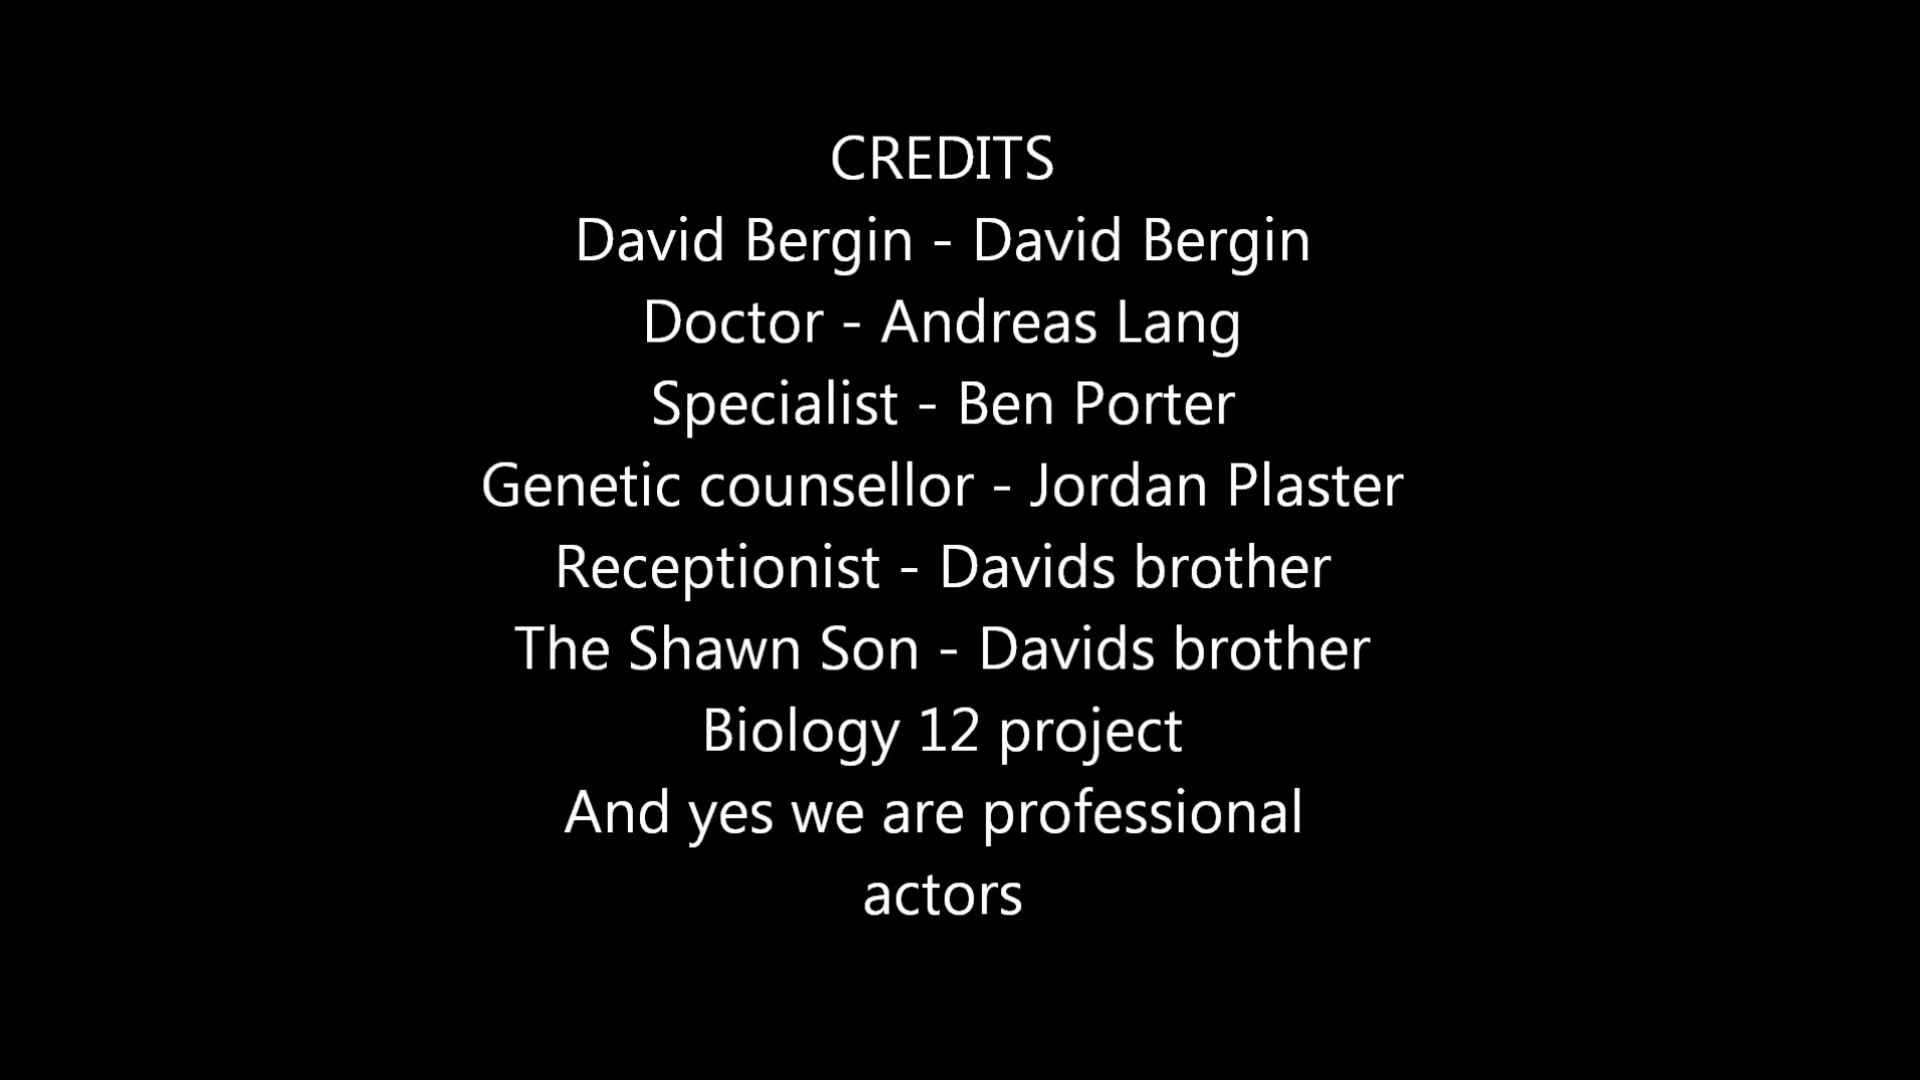 CREDITS
David Bergin - David Bergin
Doctor - Andreas Lang
Specialist - Ben Porter
Genetic counsellor - Jordan Plaster
Receptionist - Davids brother
The Shawn Son - Davids brother
Biology 12 project
And yes we are professional
actors